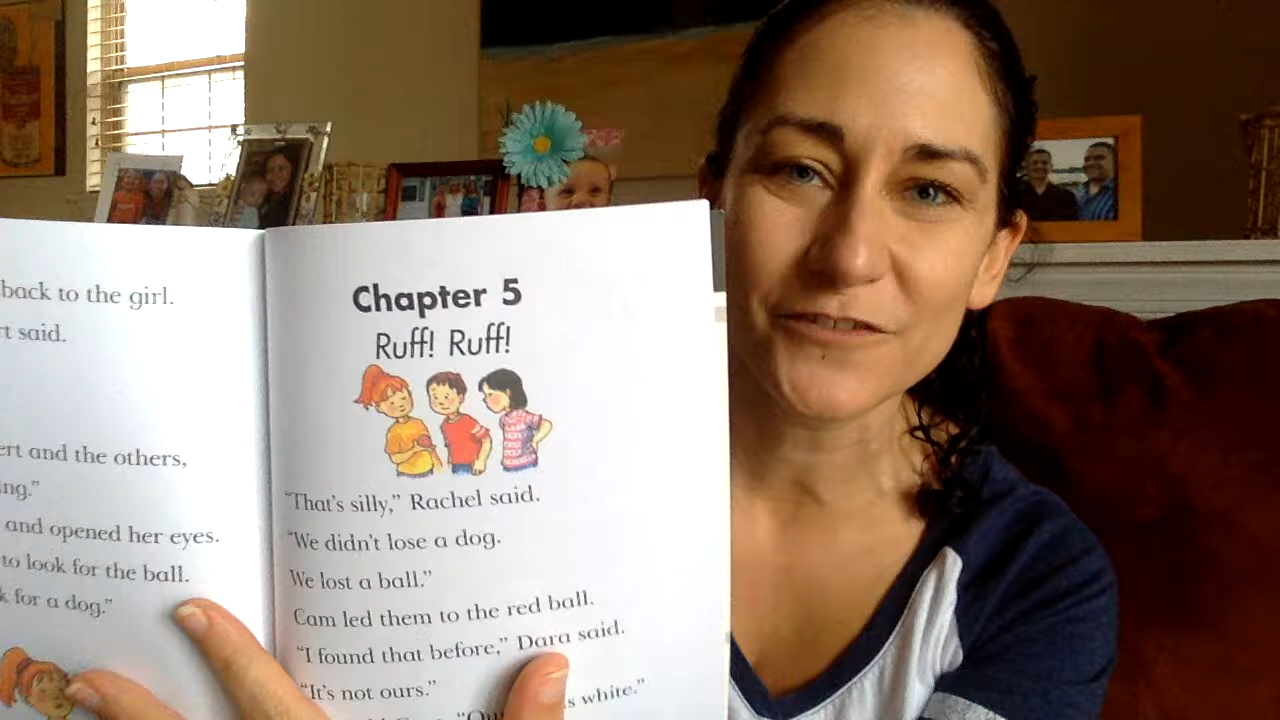 back to the girl.
said.
and the others,
and opened her eyes.
to look for the ball.
for a dog."
Chapter 5
Ruff! Ruff!
"That's silly," Rachel said.
"We didn't lose a dog.
We lost a ball."
Cam led them to the red ball.
"I found that before," Dara said.
"It's not ours."
white."